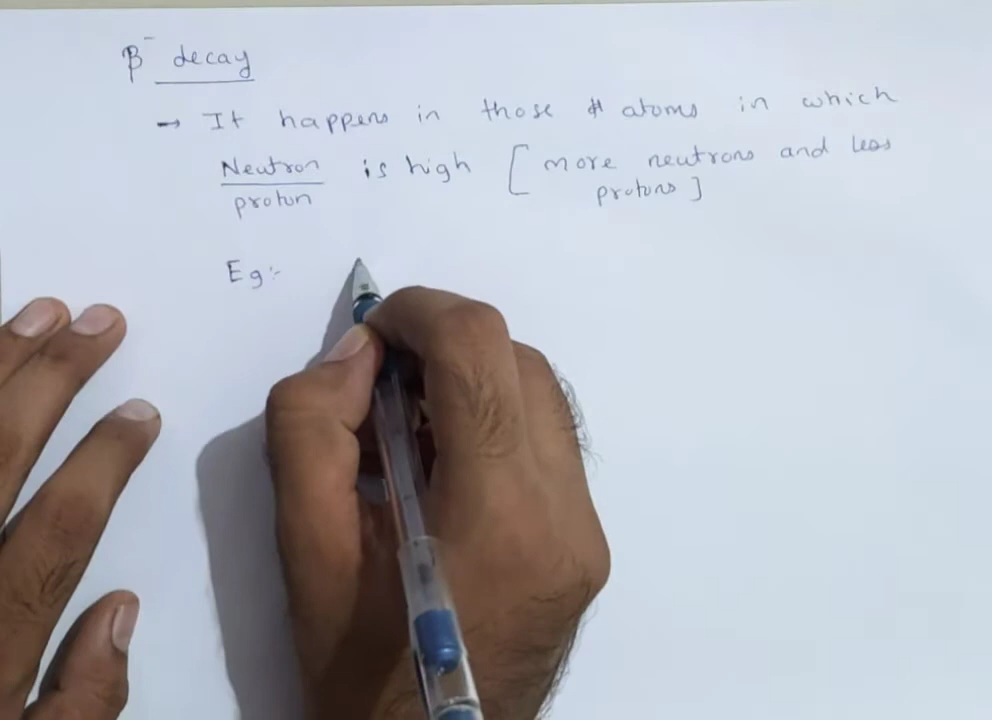 β⁻ decay
→ It happens in those atoms in which
Neutron/proton is high [more neutrons and less
protons]
Eg:-